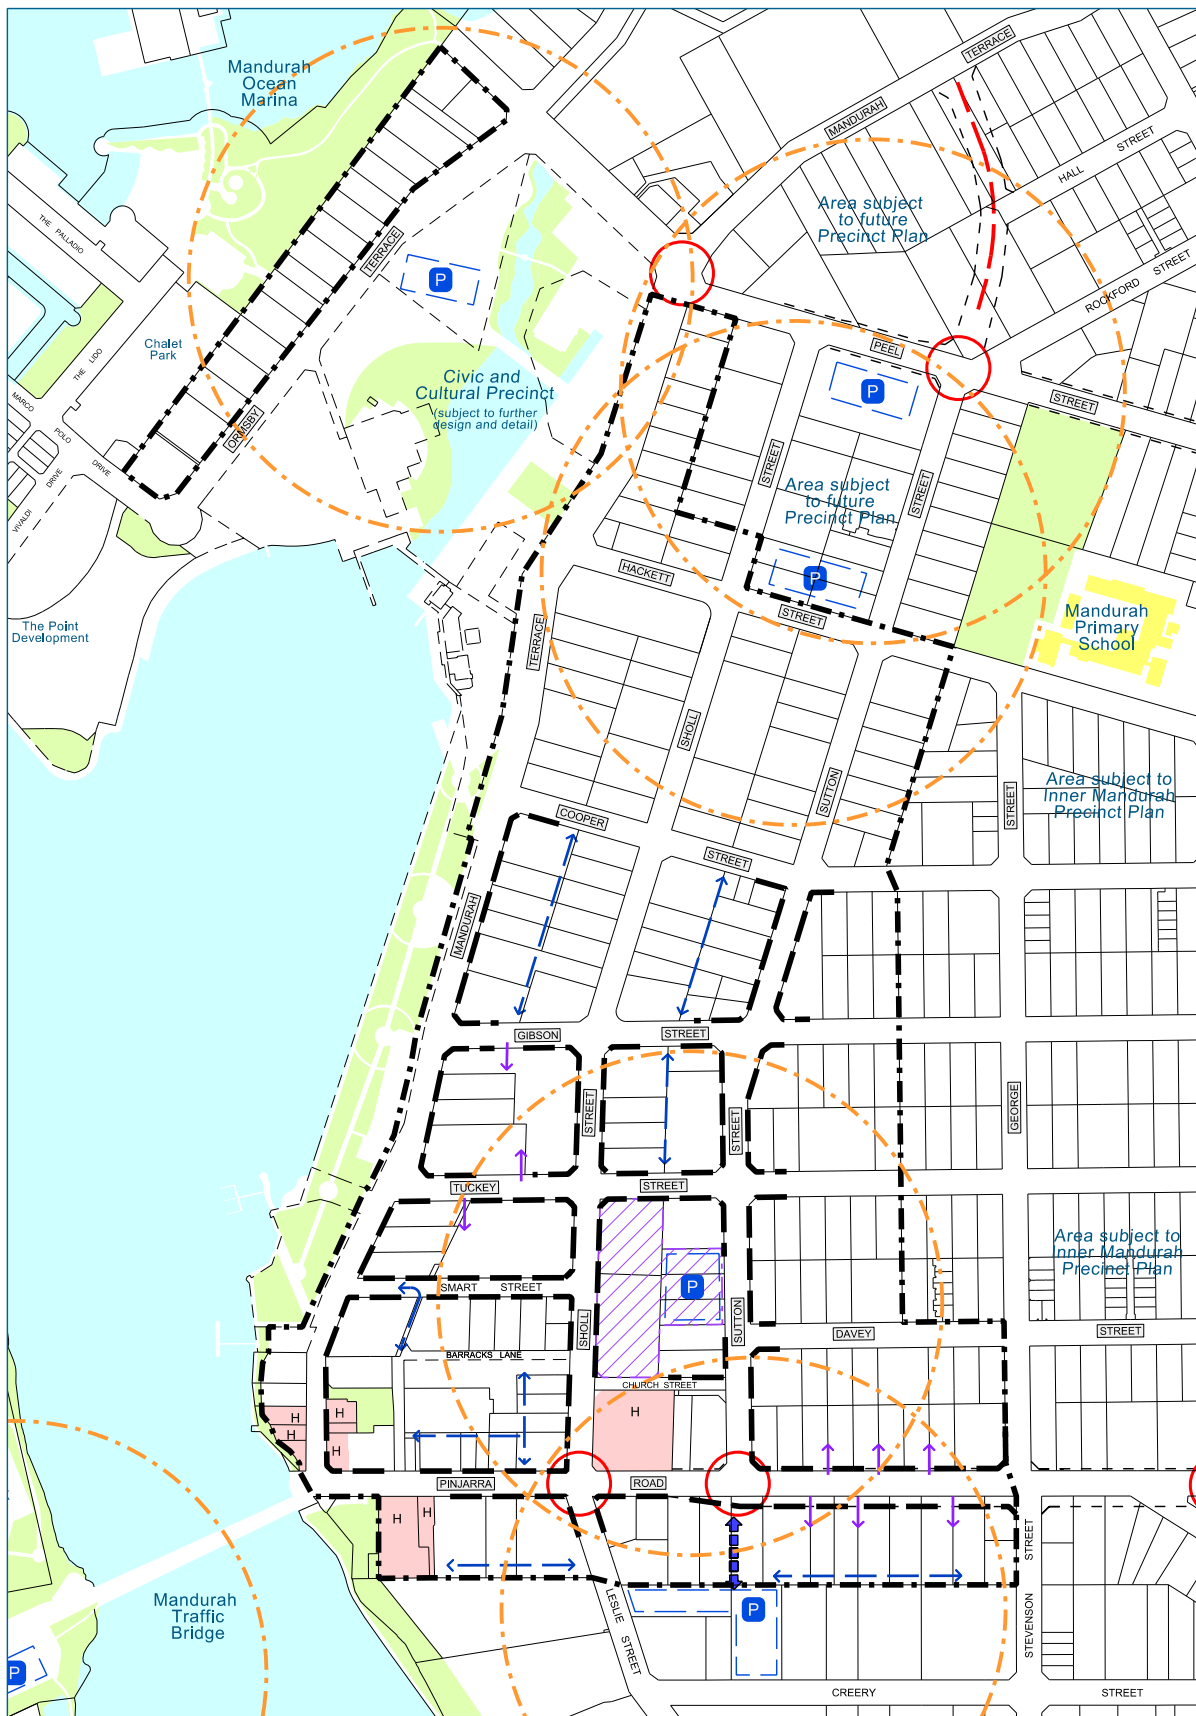 TERRACE
Mandurah
Ocean
Marina
MANDURAH
STREET
HALL
THE PALLADIO
TERRACE
Area subject
to future
Precinct Plan
STREET
P
ROCKFORD
Chalet
Park
THE LIDO
PEEL
Civic and
Cultural Precinct
(subject to further
design and detail)
P
MARCO
POLO
DRIVE
STREET
ORMSBY
VIVALDI
DRIVE
STREET
STREET
Area subject
to future
Precinct Plan
HACKETT
P
STREET
Mandurah
Primary
School
The Point
Development
TERRACE
SHOLL
SUTTON
STREET
Area subject to
Inner Mandurah
Precinct Plan
COOPER
STREET
MANDURAH
GIBSON
STREET
STREET
STREET
GEORGE
TUCKEY
STREET
Area subject to
Inner Mandurah
Precinct Plan
SMART STREET
P
SHOLL
SUTTON
DAVEY
STREET
BARRACKS LANE
CHURCH STREET
H
H
H
H
H
PINJARRA
ROAD
H
H
STREET
LESLIE STREET
STEVENSON
P
Mandurah
Traffic
Bridge
P
CREERY
STREET